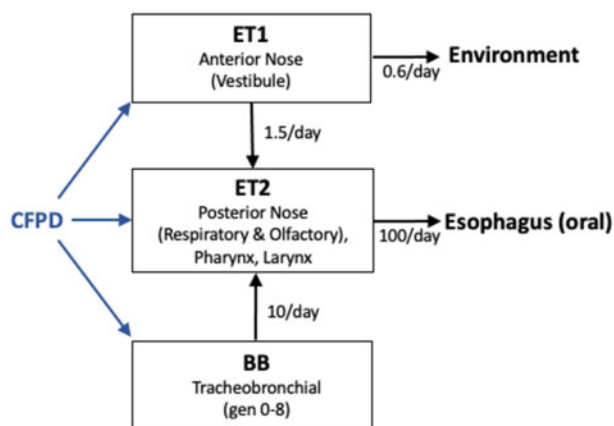 ET1
Anterior Nose
(Vestibule)
0.6/day
Environment
1.5/day
CFPD
ET2
Posterior Nose
(Respiratory & Olfactory),
Pharynx, Larynx
100/day
Esophagus (oral)
10/day
BB
Tracheobronchial
(gen 0-8)